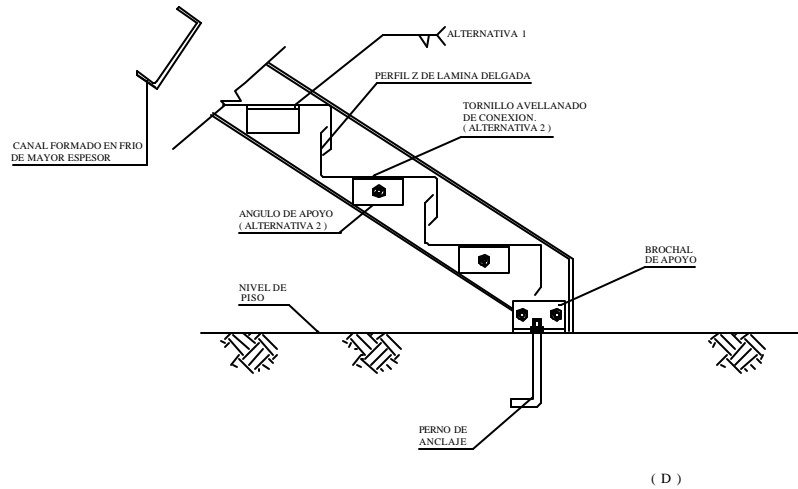 ALTERNATIVA 1
PERFIL Z DE LAMINA DELGADA
TORNILLO AVELLANADO
DE CONEXION.
( ALTERNATIVA 2 )
CANAL FORMADO EN FRIO
DE MAYOR ESPESOR
ANGULO DE APOYO
( ALTERNATIVA 2 )
BROCHAL
DE APOYO
NIVEL DE
PISO
PERNO DE
ANCLAJE
( D )